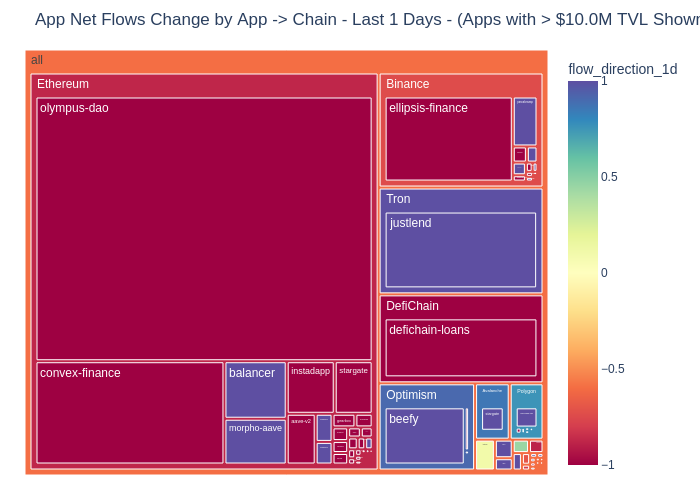 App Net Flows Change by App -> Chain - Last 1 Days - (Apps with > $10.0M TVL Shown
all
Ethereum
olympus-dao
convex-finance
balancer
morpho-aave
instadapp
stargate
aave-v2
Binance
ellipsis-finance
Tron
justlend
DefiChain
defichain-loans
Optimism
beefy
Avalanche
stargate
Polygon
flow_direction_1d
1
0.5
0
−0.5
−1